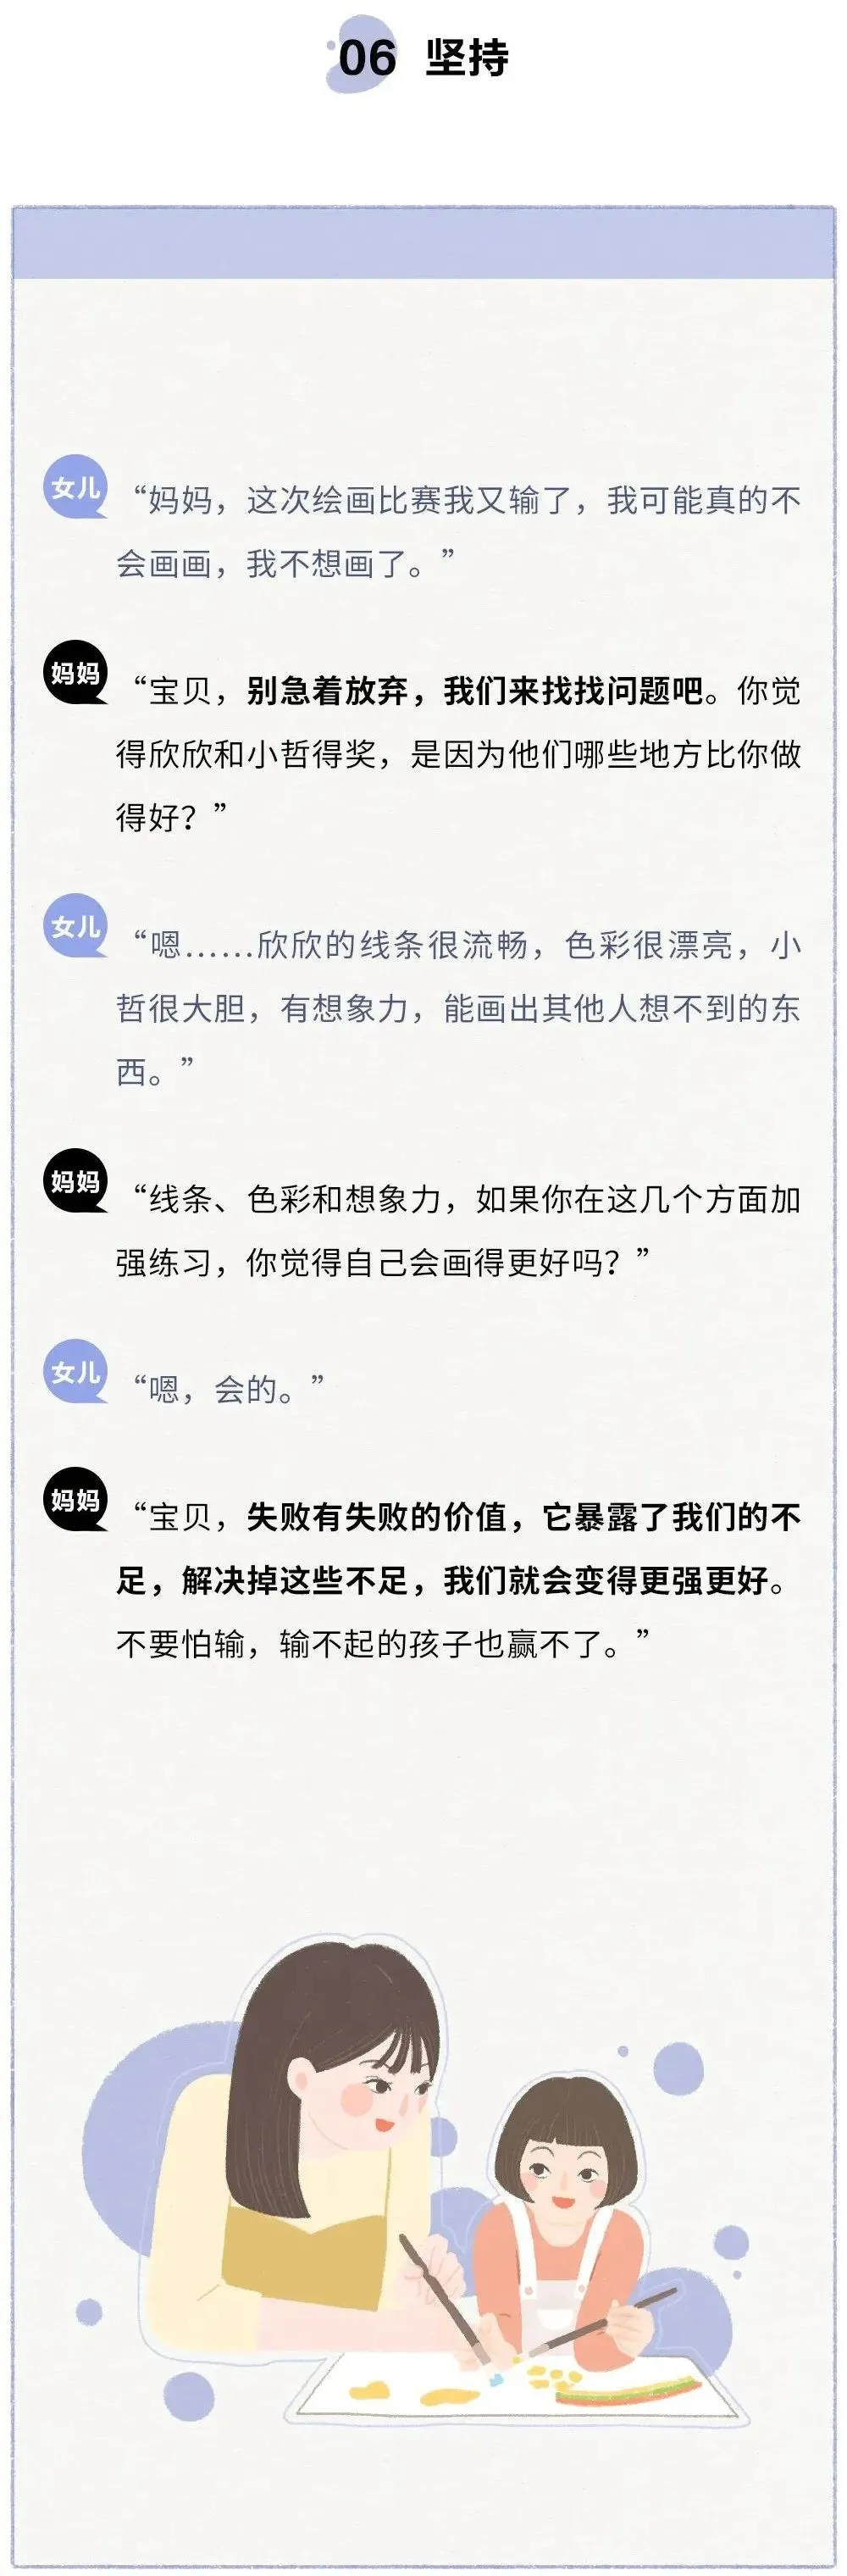 06 坚持
女儿
“妈妈，这次绘画比赛我又输了，我可能真的不
会画画，我不想画了。”
妈妈
“宝贝，别急着放弃，我们来找找问题吧。你觉
得欣欣和小哲得奖，是因为他们哪些地方比你做
得好？”
女儿
“嗯……欣欣的线条很流畅，色彩很漂亮，小
哲很大胆，有想象力，能画出其他人想不到的东
西。”
妈妈
“线条、色彩和想象力，如果你在这几个方面加
强练习，你觉得自己会画得更好吗？”
女儿
“嗯，会的。”
妈妈
“宝贝，失败有失败的价值，它暴露了我们的不
足，解决掉这些不足，我们就会变得更强更好。
不要怕输，输不起的孩子也赢不了。”